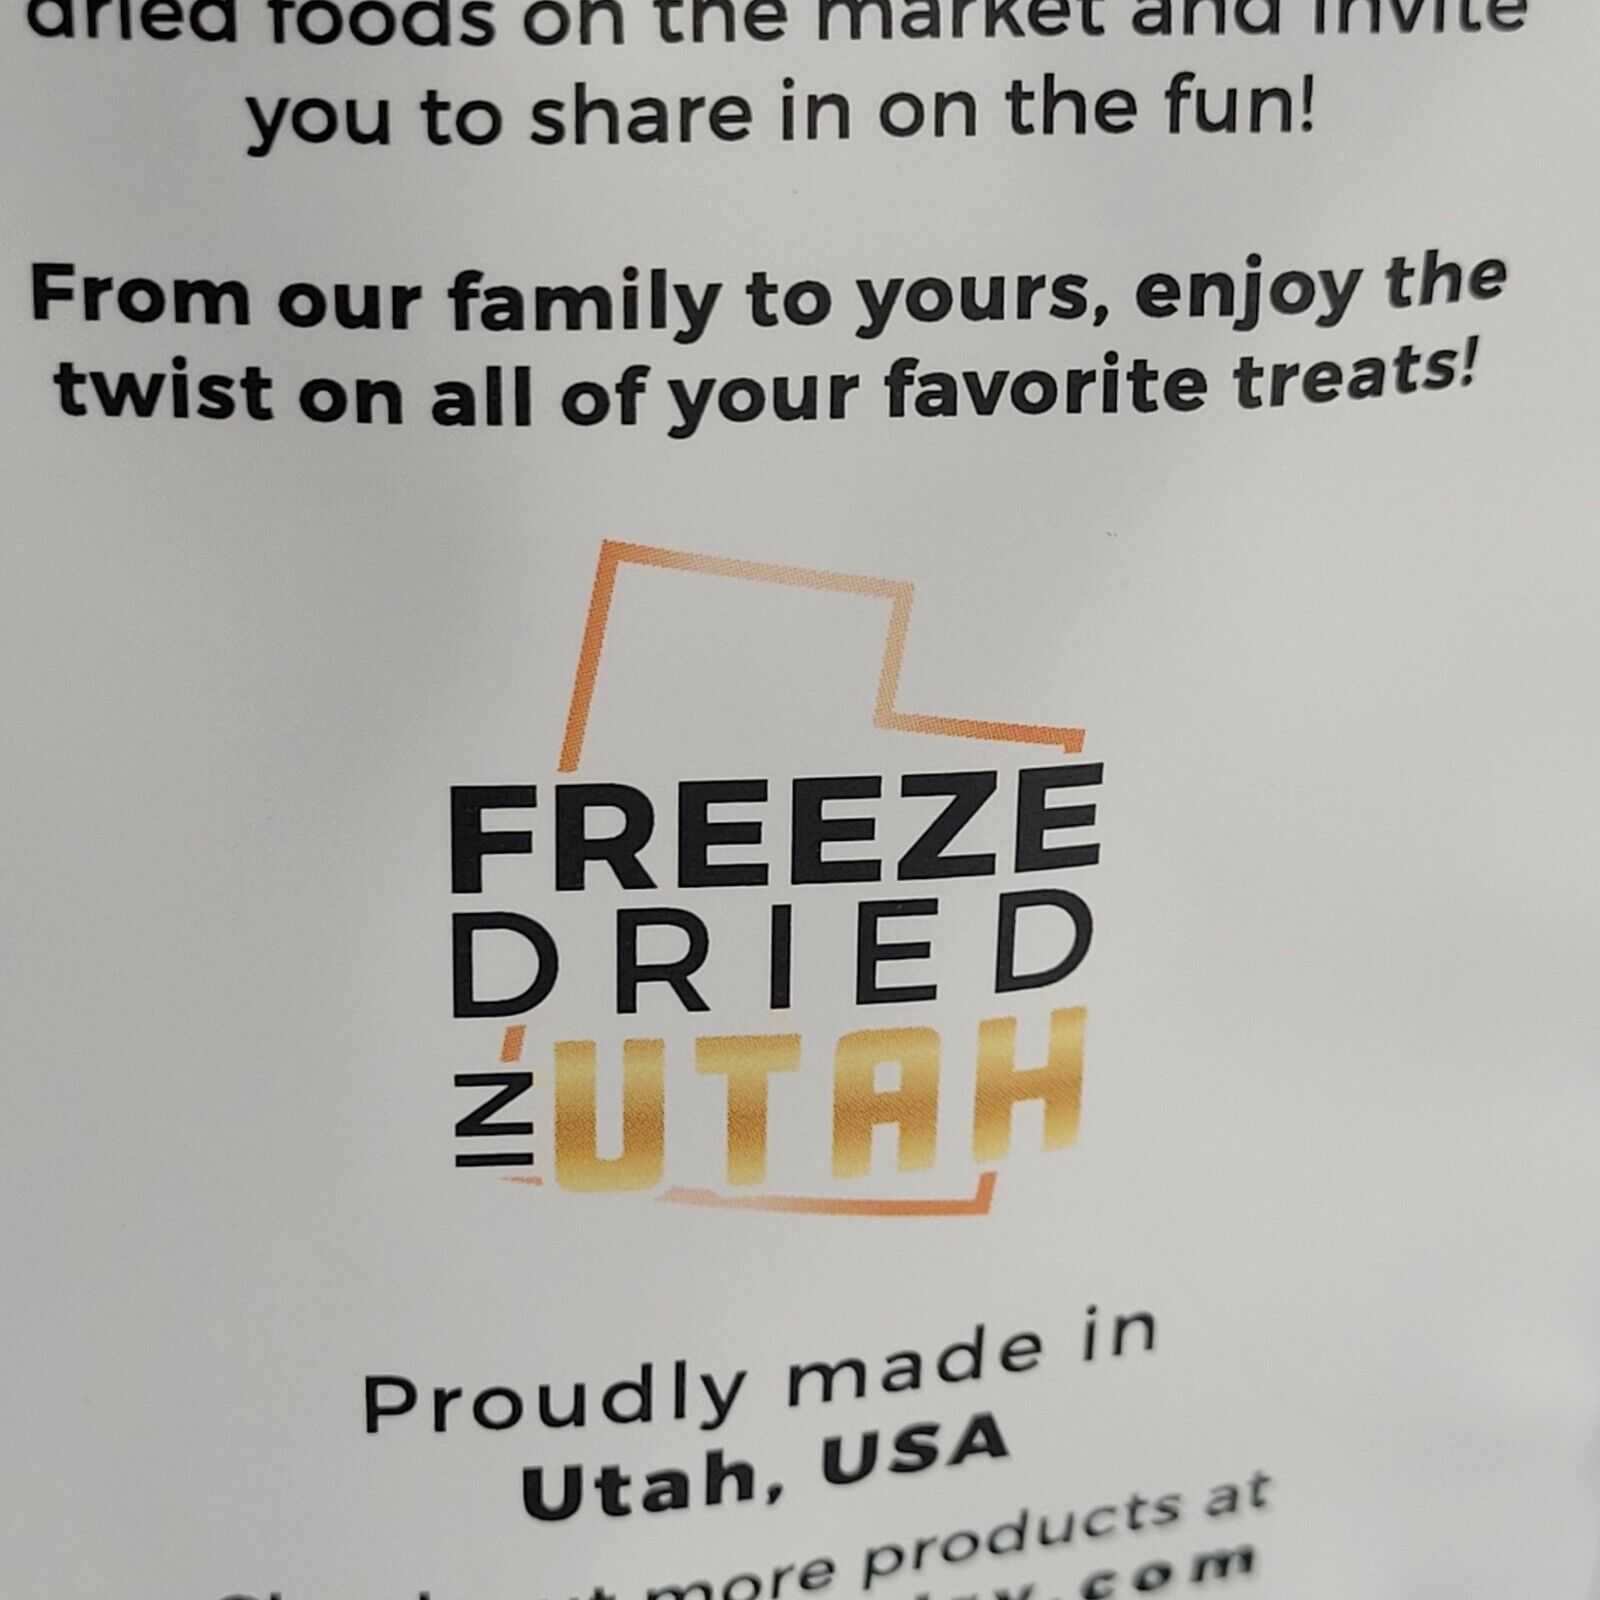 dried foods on the market and invite
you to share in on the fun!
From our family to yours, enjoy the
twist on all of your favorite treats!
FREEZE
DRIED
IN UTAH
Proudly made in
Utah, USA
more products at
.com